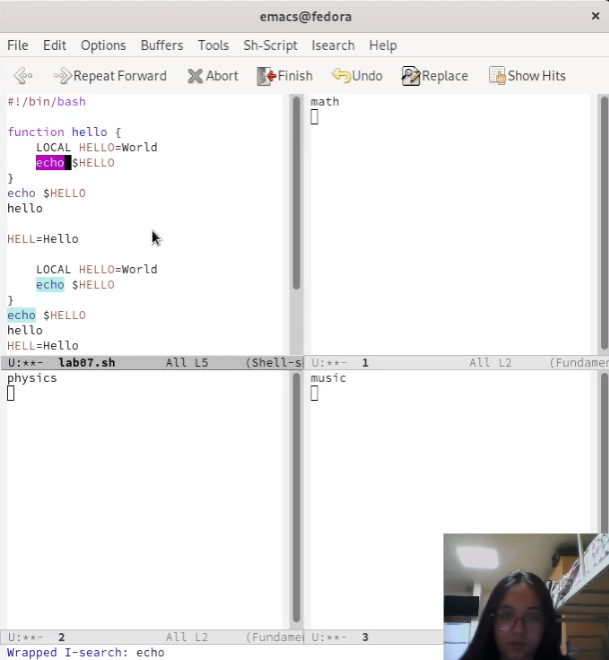 emacs@fedora
File Edit Options Buffers Tools Sh-Script Isearch Help
Repeat Forward Abort Finish Undo Replace Show Hits
#!/bin/bash
function hello {
LOCAL HELLO=World
echo $HELLO
}
echo $HELLO
hello
HELL=Hello
LOCAL HELLO=World
echo $HELLO
}
echo $HELLO
hello
HELL=Hello
U:**- lab07.sh All L5 (Shell-s
math
U:**- 1 All L2 (Fundamen
physics
U:**- 2 All L2 (Fundame
music
U:**- 3
Wrapped I-search: echo